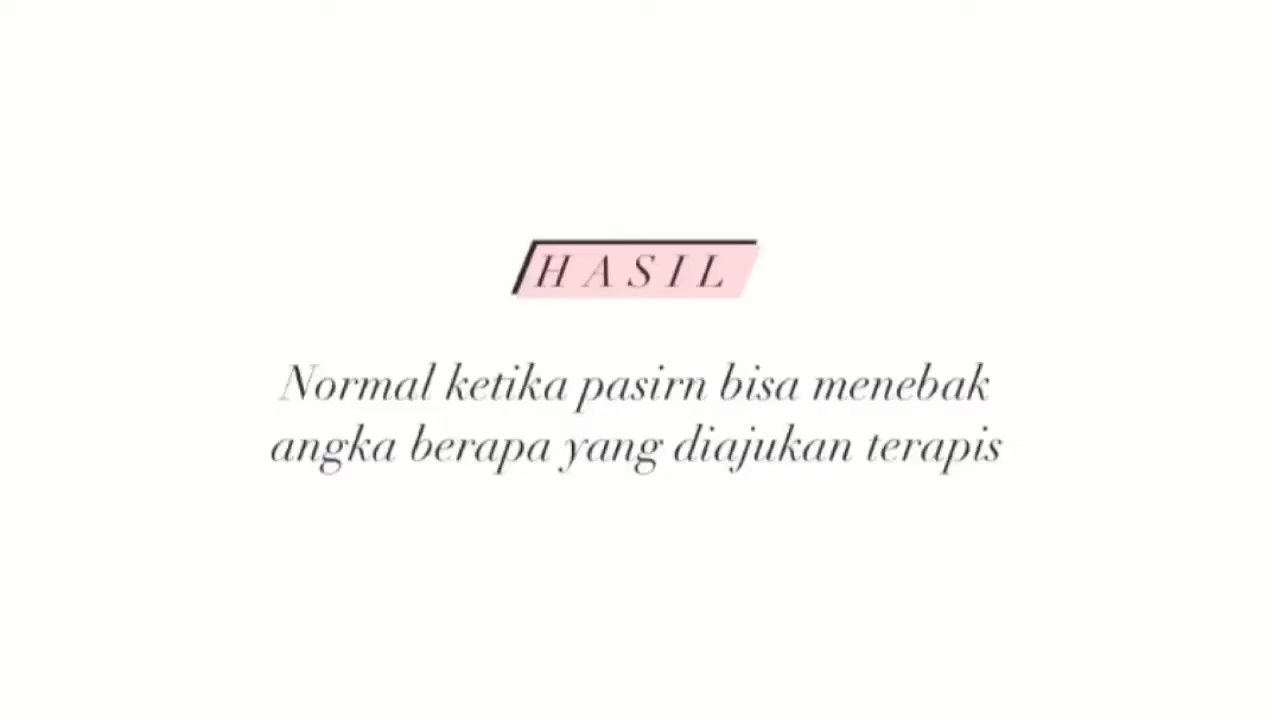 HASIL
Normal ketika pasirn bisa menebak
angka berapa yang diajukan terapis